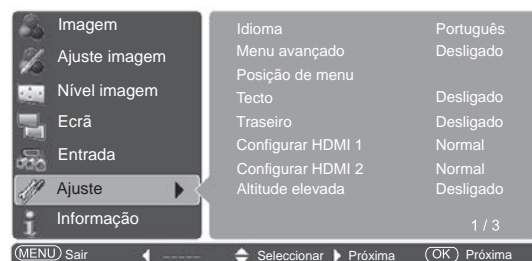 Imagem
Ajuste imagem
Nível imagem
Ecrã
Entrada
Ajuste
Informação
Idioma Português
Menu avançado Desligado
Posição de menu
Tecto Desligado
Traseiro Desligado
Configurar HDMI 1 Normal
Configurar HDMI 2 Normal
Altitude elevada Desligado
1 / 3
MENU Sair ----- Seleccionar Próxima OK Próxima